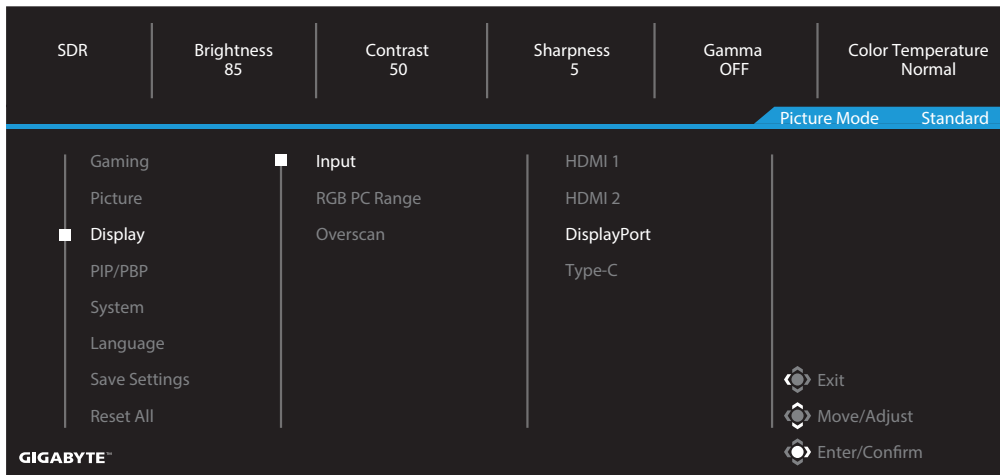 SDR
Brightness
85
Contrast
50
Sharpness
5
Gamma
OFF
Color Temperature
Normal
Picture Mode Standard
Gaming
Picture
Display
PIP/PBP
System
Language
Save Settings
Reset All
Input
RGB PC Range
Overscan
HDMI 1
HDMI 2
DisplayPort
Type-C
Exit
Move/Adjust
Enter/Confirm
GIGABYTE™